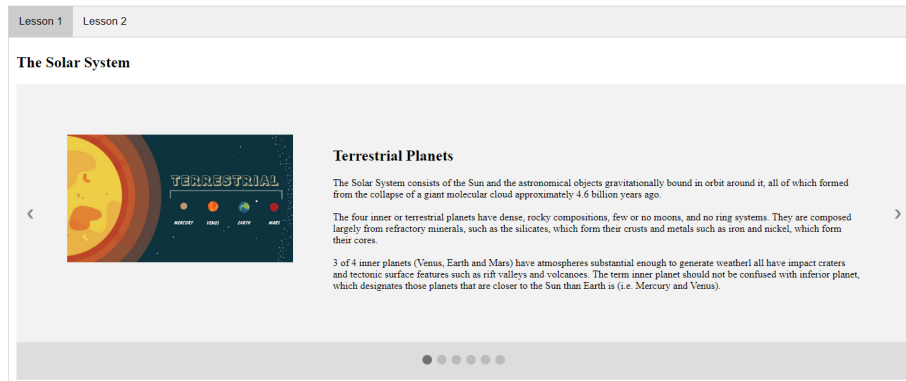 Lesson 1
Lesson 2
The Solar System
TERRESTRIAL
MERCURY
VENUS
EARTH
MARS
Terrestrial Planets
The Solar System consists of the Sun and the astronomical objects gravitationally bound in orbit around it, all of which formed
from the collapse of a giant molecular cloud approximately 4.6 billion years ago.
The four inner or terrestrial planets have dense, rocky compositions, few or no moons, and no ring systems. They are composed
largely from refractory minerals, such as the silicates, which form their crusts and metals such as iron and nickel, which form
their cores.
3 of 4 inner planets (Venus, Earth and Mars) have atmospheres substantial enough to generate weatherl all have impact craters
and tectonic surface features such as rift valleys and volcanoes. The term inner planet should not be confused with inferior planet,
which designates those planets that are closer to the Sun than Earth is (i.e. Mercury and Venus).